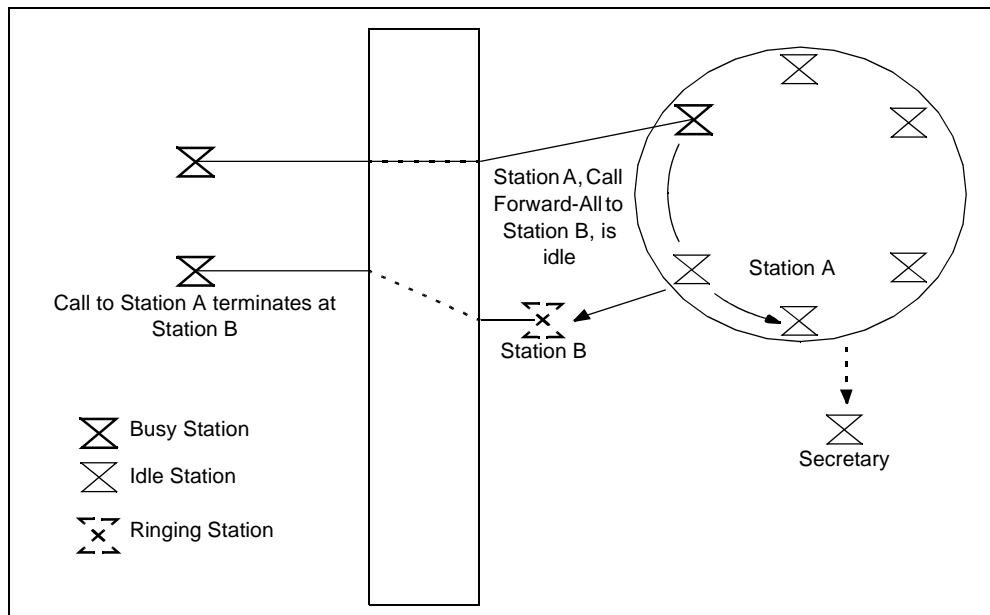 Station A, Call
Forward-All to
Station B, is
idle
Station A
Call to Station A terminates at
Station B
Station B
Busy Station
Idle Station
Ringing Station
Secretary